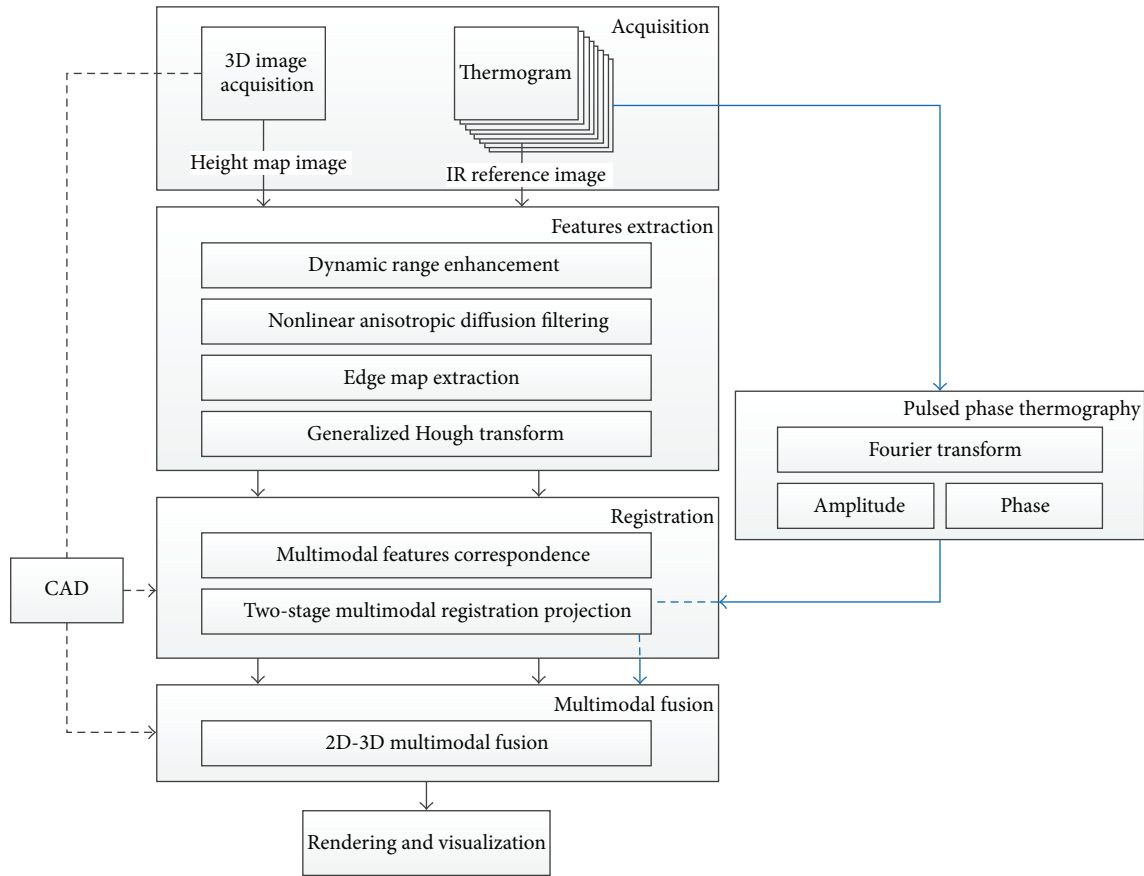 Acquisition
3D image
acquisition
Thermogram
Height map image
IR reference image
Features extraction
Dynamic range enhancement
Nonlinear anisotropic diffusion filtering
Edge map extraction
Generalized Hough transform
Pulsed phase thermography
Fourier transform
Amplitude
Phase
Registration
Multimodal features correspondence
Two-stage multimodal registration projection
CAD
Multimodal fusion
2D-3D multimodal fusion
Rendering and visualization